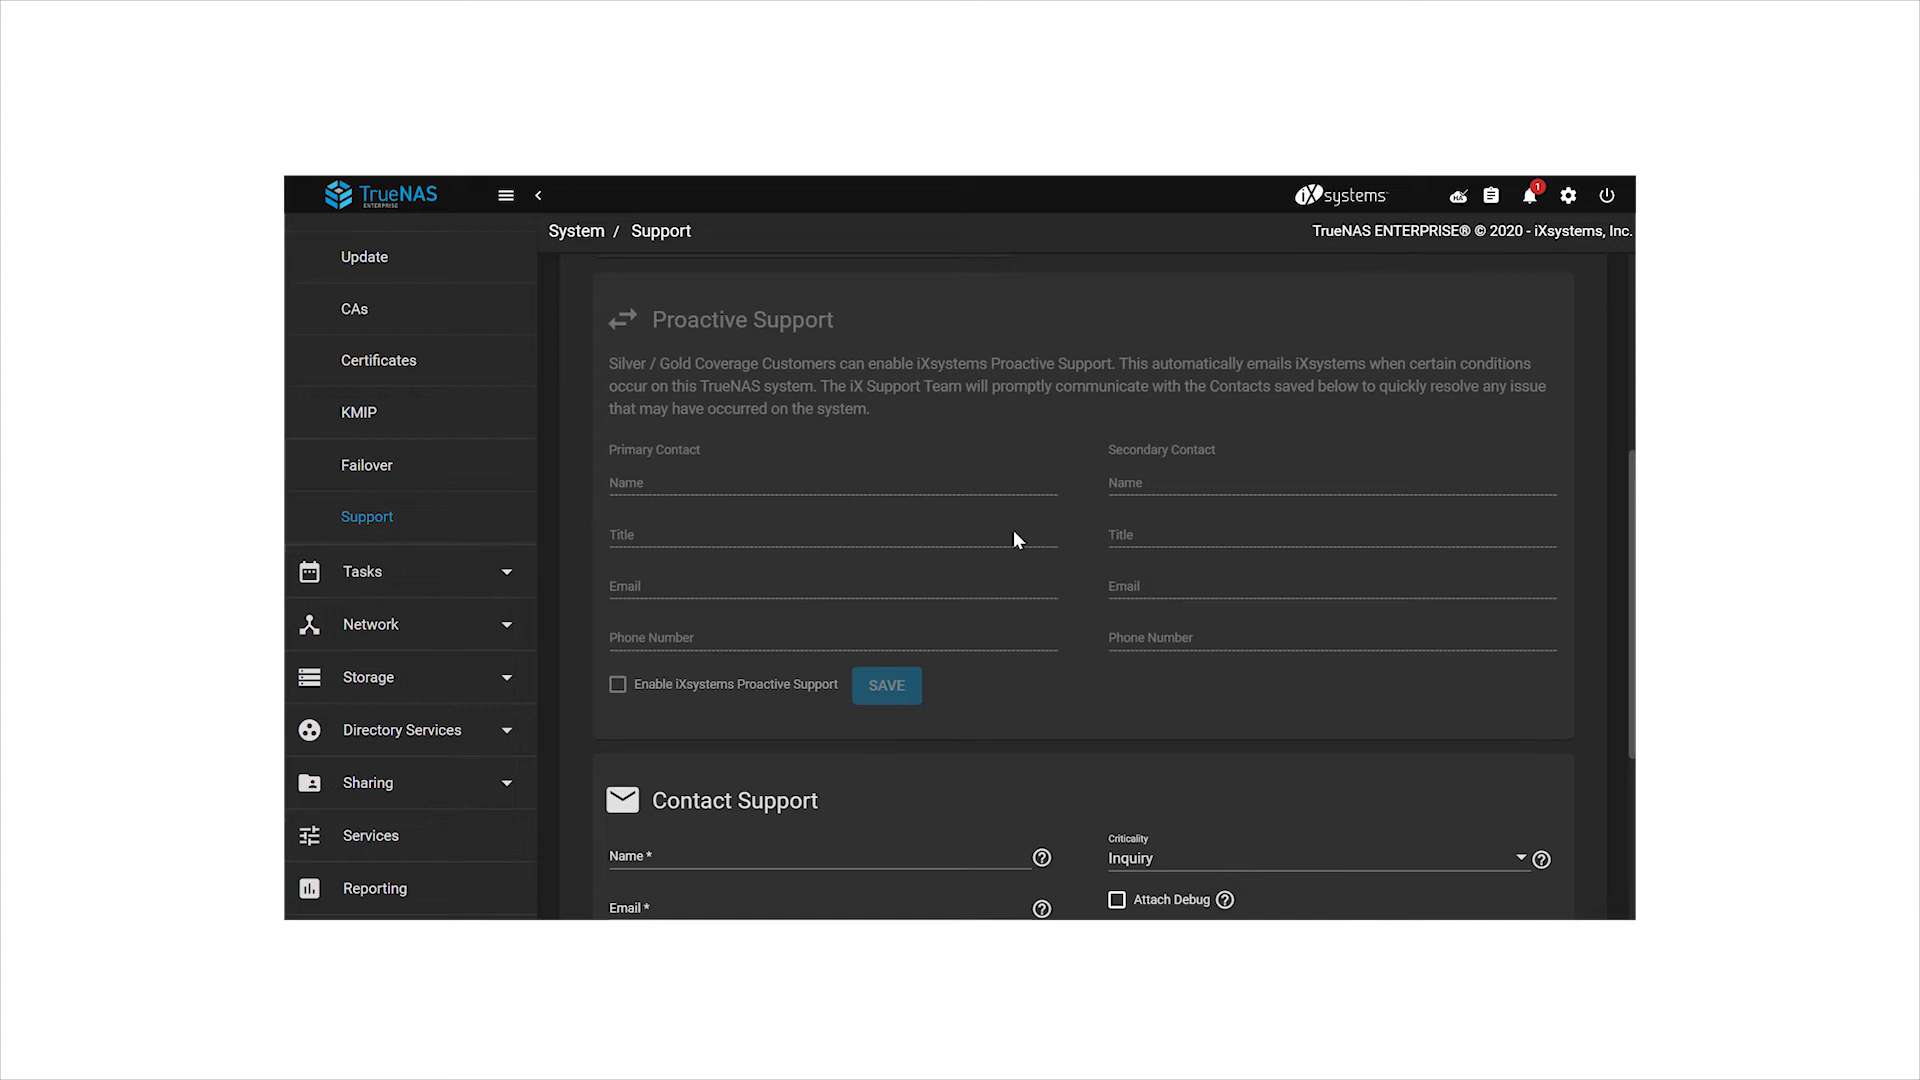 TrueNAS
ENTERPRISE
iXsystems
HA
1
System / Support
TrueNAS ENTERPRISE® © 2020 - iXsystems, Inc.
Update
CAs
Certificates
KMIP
Failover
Support
Tasks
Network
Storage
Directory Services
Sharing
Services
Reporting
Proactive Support
Silver / Gold Coverage Customers can enable iXsystems Proactive Support. This automatically emails iXsystems when certain conditions
occur on this TrueNAS system. The iX Support Team will promptly communicate with the Contacts saved below to quickly resolve any issue
that may have occurred on the system.
Primary Contact
Name
Title
Email
Phone Number
Secondary Contact
Name
Title
Email
Phone Number
Enable iXsystems Proactive Support
SAVE
Contact Support
Name *
Email *
Criticality
Inquiry
Attach Debug